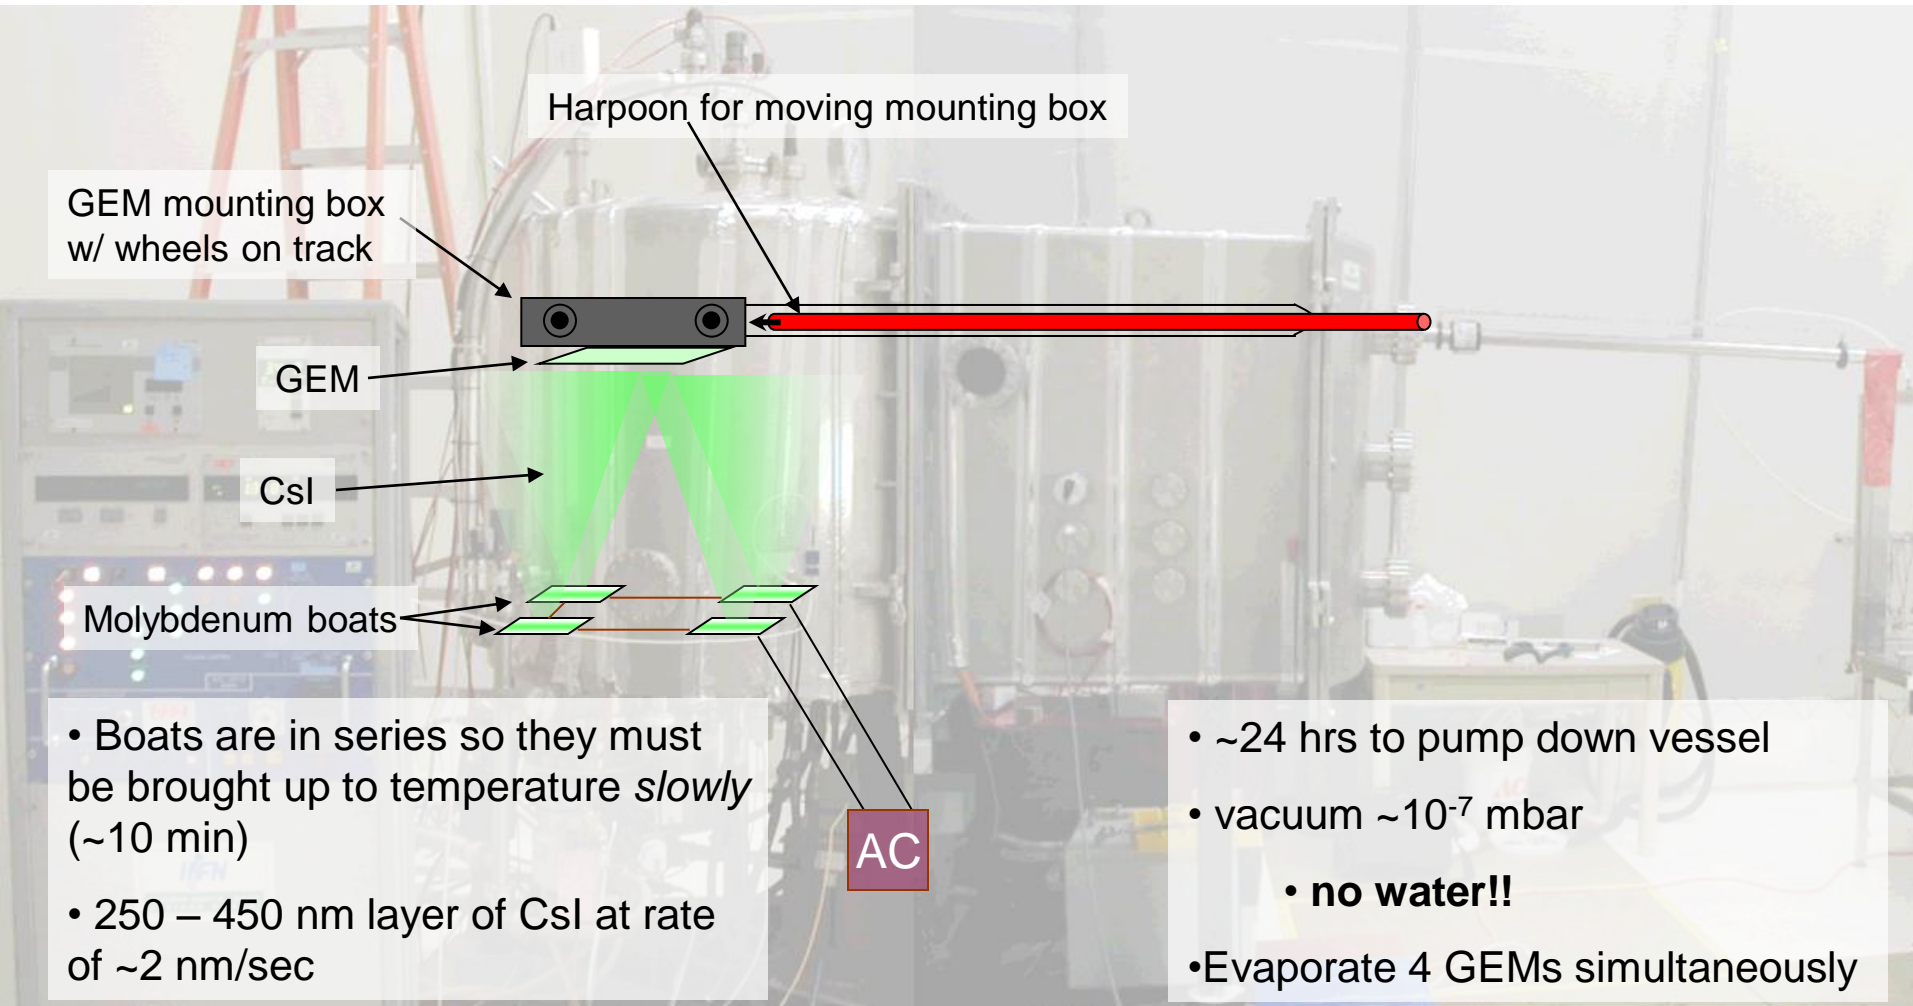 Harpoon for moving mounting box
GEM mounting box
w/ wheels on track
GEM
CsI
Molybdenum boats
• Boats are in series so they must
be brought up to temperature slowly
(~10 min)
• 250 – 450 nm layer of CsI at rate
of ~2 nm/sec
AC
• ~24 hrs to pump down vessel
• vacuum ~10⁻⁷ mbar
• no water!!
•Evaporate 4 GEMs simultaneously